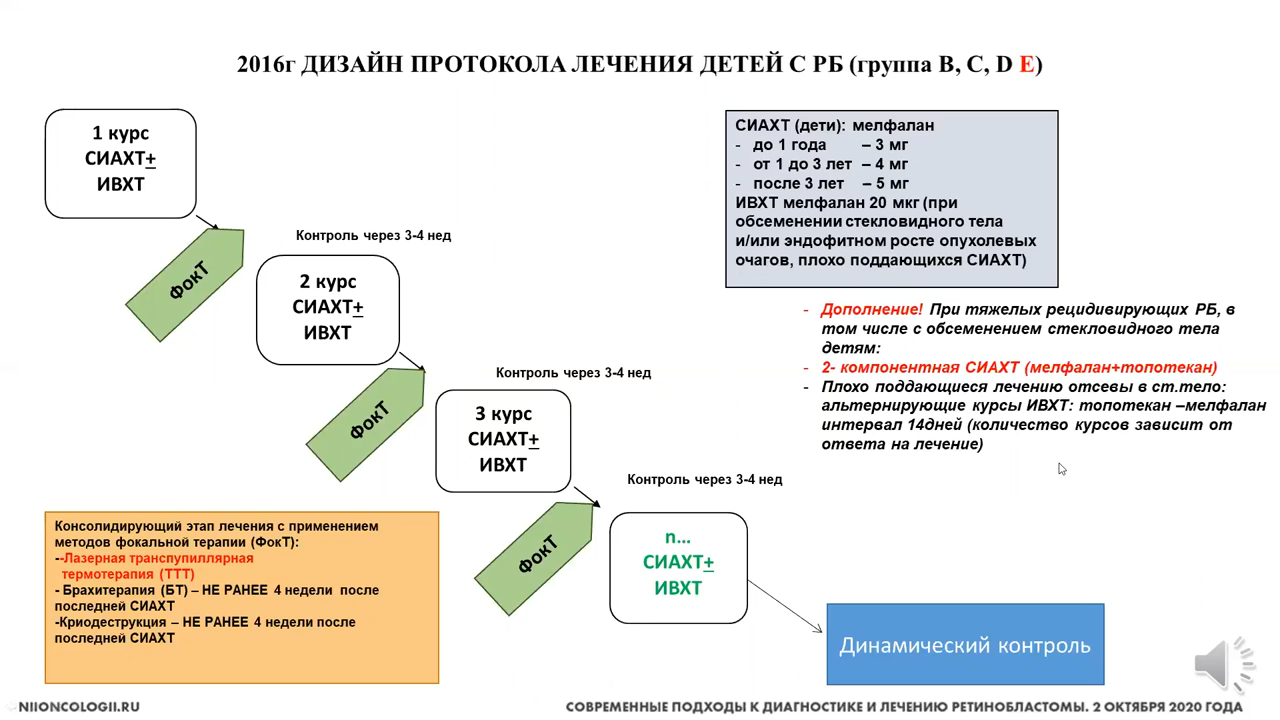 2016г ДИЗАЙН ПРОТОКОЛА ЛЕЧЕНИЯ ДЕТЕЙ С РБ (группа В, С, D E)
1 курс
СИАХТ+
ИВХТ
ФокТ
Контроль через 3-4 нед
2 курс
СИАХТ+
ИВХТ
ФокТ
Контроль через 3-4 нед
3 курс
СИАХТ+
ИВХТ
ФокТ
Контроль через 3-4 нед
n...
СИАХТ+
ИВХТ
Динамический контроль
СИАХТ (дети): мелфалан
- до 1 года – 3 мг
- от 1 до 3 лет – 4 мг
- после 3 лет – 5 мг
ИВХТ мелфалан 20 мкг (при
обсеменении стекловидного тела
и/или эндофитном росте опухолевых
очагов, плохо поддающихся СИАХТ)
- Дополнение! При тяжелых рецидивирующих РБ, в
том числе с обсеменением стекловидного тела
детям:
- 2- компонентная СИАХТ (мелфалан+топотекан)
- Плохо поддающиеся лечению отсевы в ст.тело:
альтернирующие курсы ИВХТ: топотекан –мелфалан
интервал 14дней (количество курсов зависит от
ответа на лечение)
Консолидирующий этап лечения с применением
методов фокальной терапии (ФокТ):
--Лазерная транспупиллярная
термотерапия (ТТТ)
- Брахитерапия (БТ) – НЕ РАНЕЕ 4 недели после
последней СИАХТ
-Криодеструкция – НЕ РАНЕЕ 4 недели после
последней СИАХТ
NIIONCOLOGII.RU
СОВРЕМЕННЫЕ ПОДХОДЫ К ДИАГНОСТИКЕ И ЛЕЧЕНИЮ РЕТИНОБЛАСТОМЫ. 2 ОКТЯБРЯ 2020 ГОДА